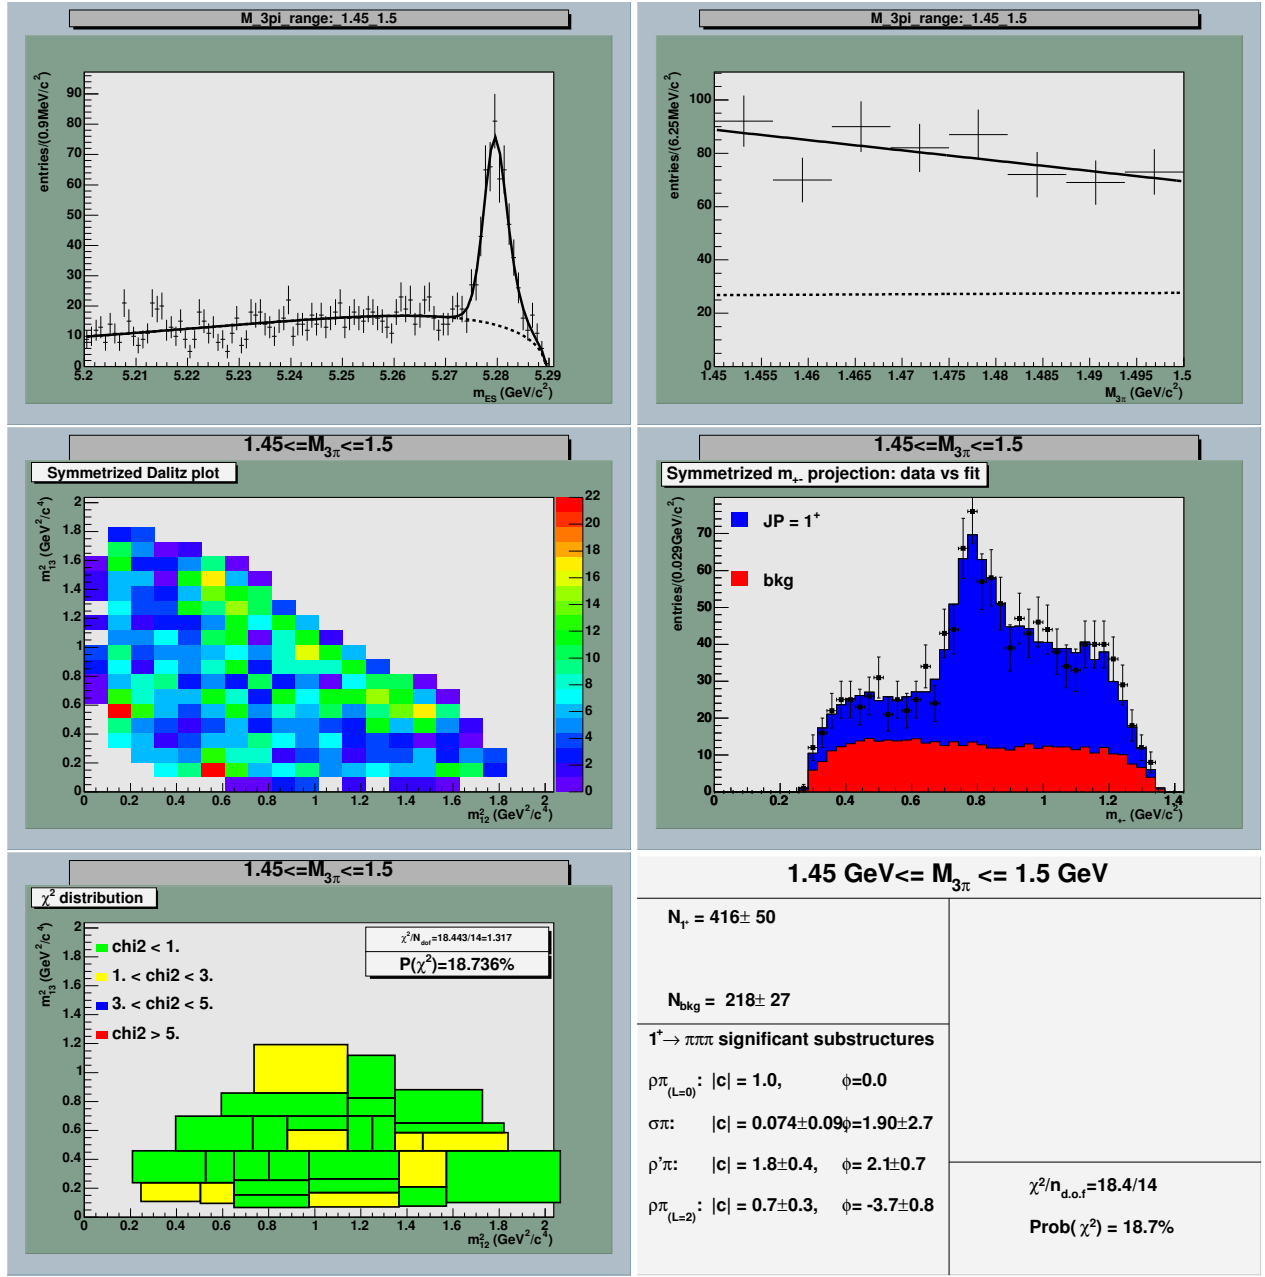 M_3pi_range:_1.45_1.5
entries/(0.9MeV/c²)
90
80
70
60
50
40
30
20
10
0
5.2 5.21 5.22 5.23 5.24 5.25 5.26 5.27 5.28 5.29
m_ES (GeV/c²)
M_3pi_range:_1.45_1.5
entries/(6.25MeV/c²)
100
80
60
40
20
0
1.45 1.455 1.46 1.465 1.47 1.475 1.48 1.485 1.49 1.495 1.5
M_3π (GeV/c²)
1.45<=M_3π<=1.5
Symmetrized Dalitz plot
m²_13 (GeV²/c⁴)
2
1.8
1.6
1.4
1.2
1
0.8
0.6
0.4
0.2
0
0 0.2 0.4 0.6 0.8 1 1.2 1.4 1.6 1.8 2
m²_12 (GeV²/c⁴)
22
20
18
16
14
12
10
8
6
4
2
0
1.45<=M_3π<=1.5
Symmetrized m_+- projection: data vs fit
entries/(0.029GeV/c²)
80
70
60
50
40
30
20
10
0
JP = 1⁺
bkg
0 0.2 0.4 0.6 0.8 1 1.2 1.4
m_+- (GeV/c²)
1.45<=M_3π<=1.5
χ² distribution
m²_13 (GeV²/c⁴)
2
1.8
1.6
1.4
1.2
1
0.8
0.6
0.4
0.2
0
chi2 < 1.
1. < chi2 < 3.
3. < chi2 < 5.
chi2 > 5.
χ²/N_dof=18.443/14=1.317
P(χ²)=18.736%
0 0.2 0.4 0.6 0.8 1 1.2 1.4 1.6 1.8 2
m²_12 (GeV²/c⁴)
1.45 GeV<= M_3π <= 1.5 GeV
N_1⁺ = 416± 50
N_bkg = 218± 27
1⁺→ πππ significant substructures
ρπ_(L=0): |c| = 1.0, φ=0.0
σπ: |c| = 0.074±0.09φ=1.90±2.7
ρ'π: |c| = 1.8±0.4, φ= 2.1±0.7
ρπ_(L=2): |c| = 0.7±0.3, φ= -3.7±0.8
χ²/n_d.o.f=18.4/14
Prob( χ²) = 18.7%